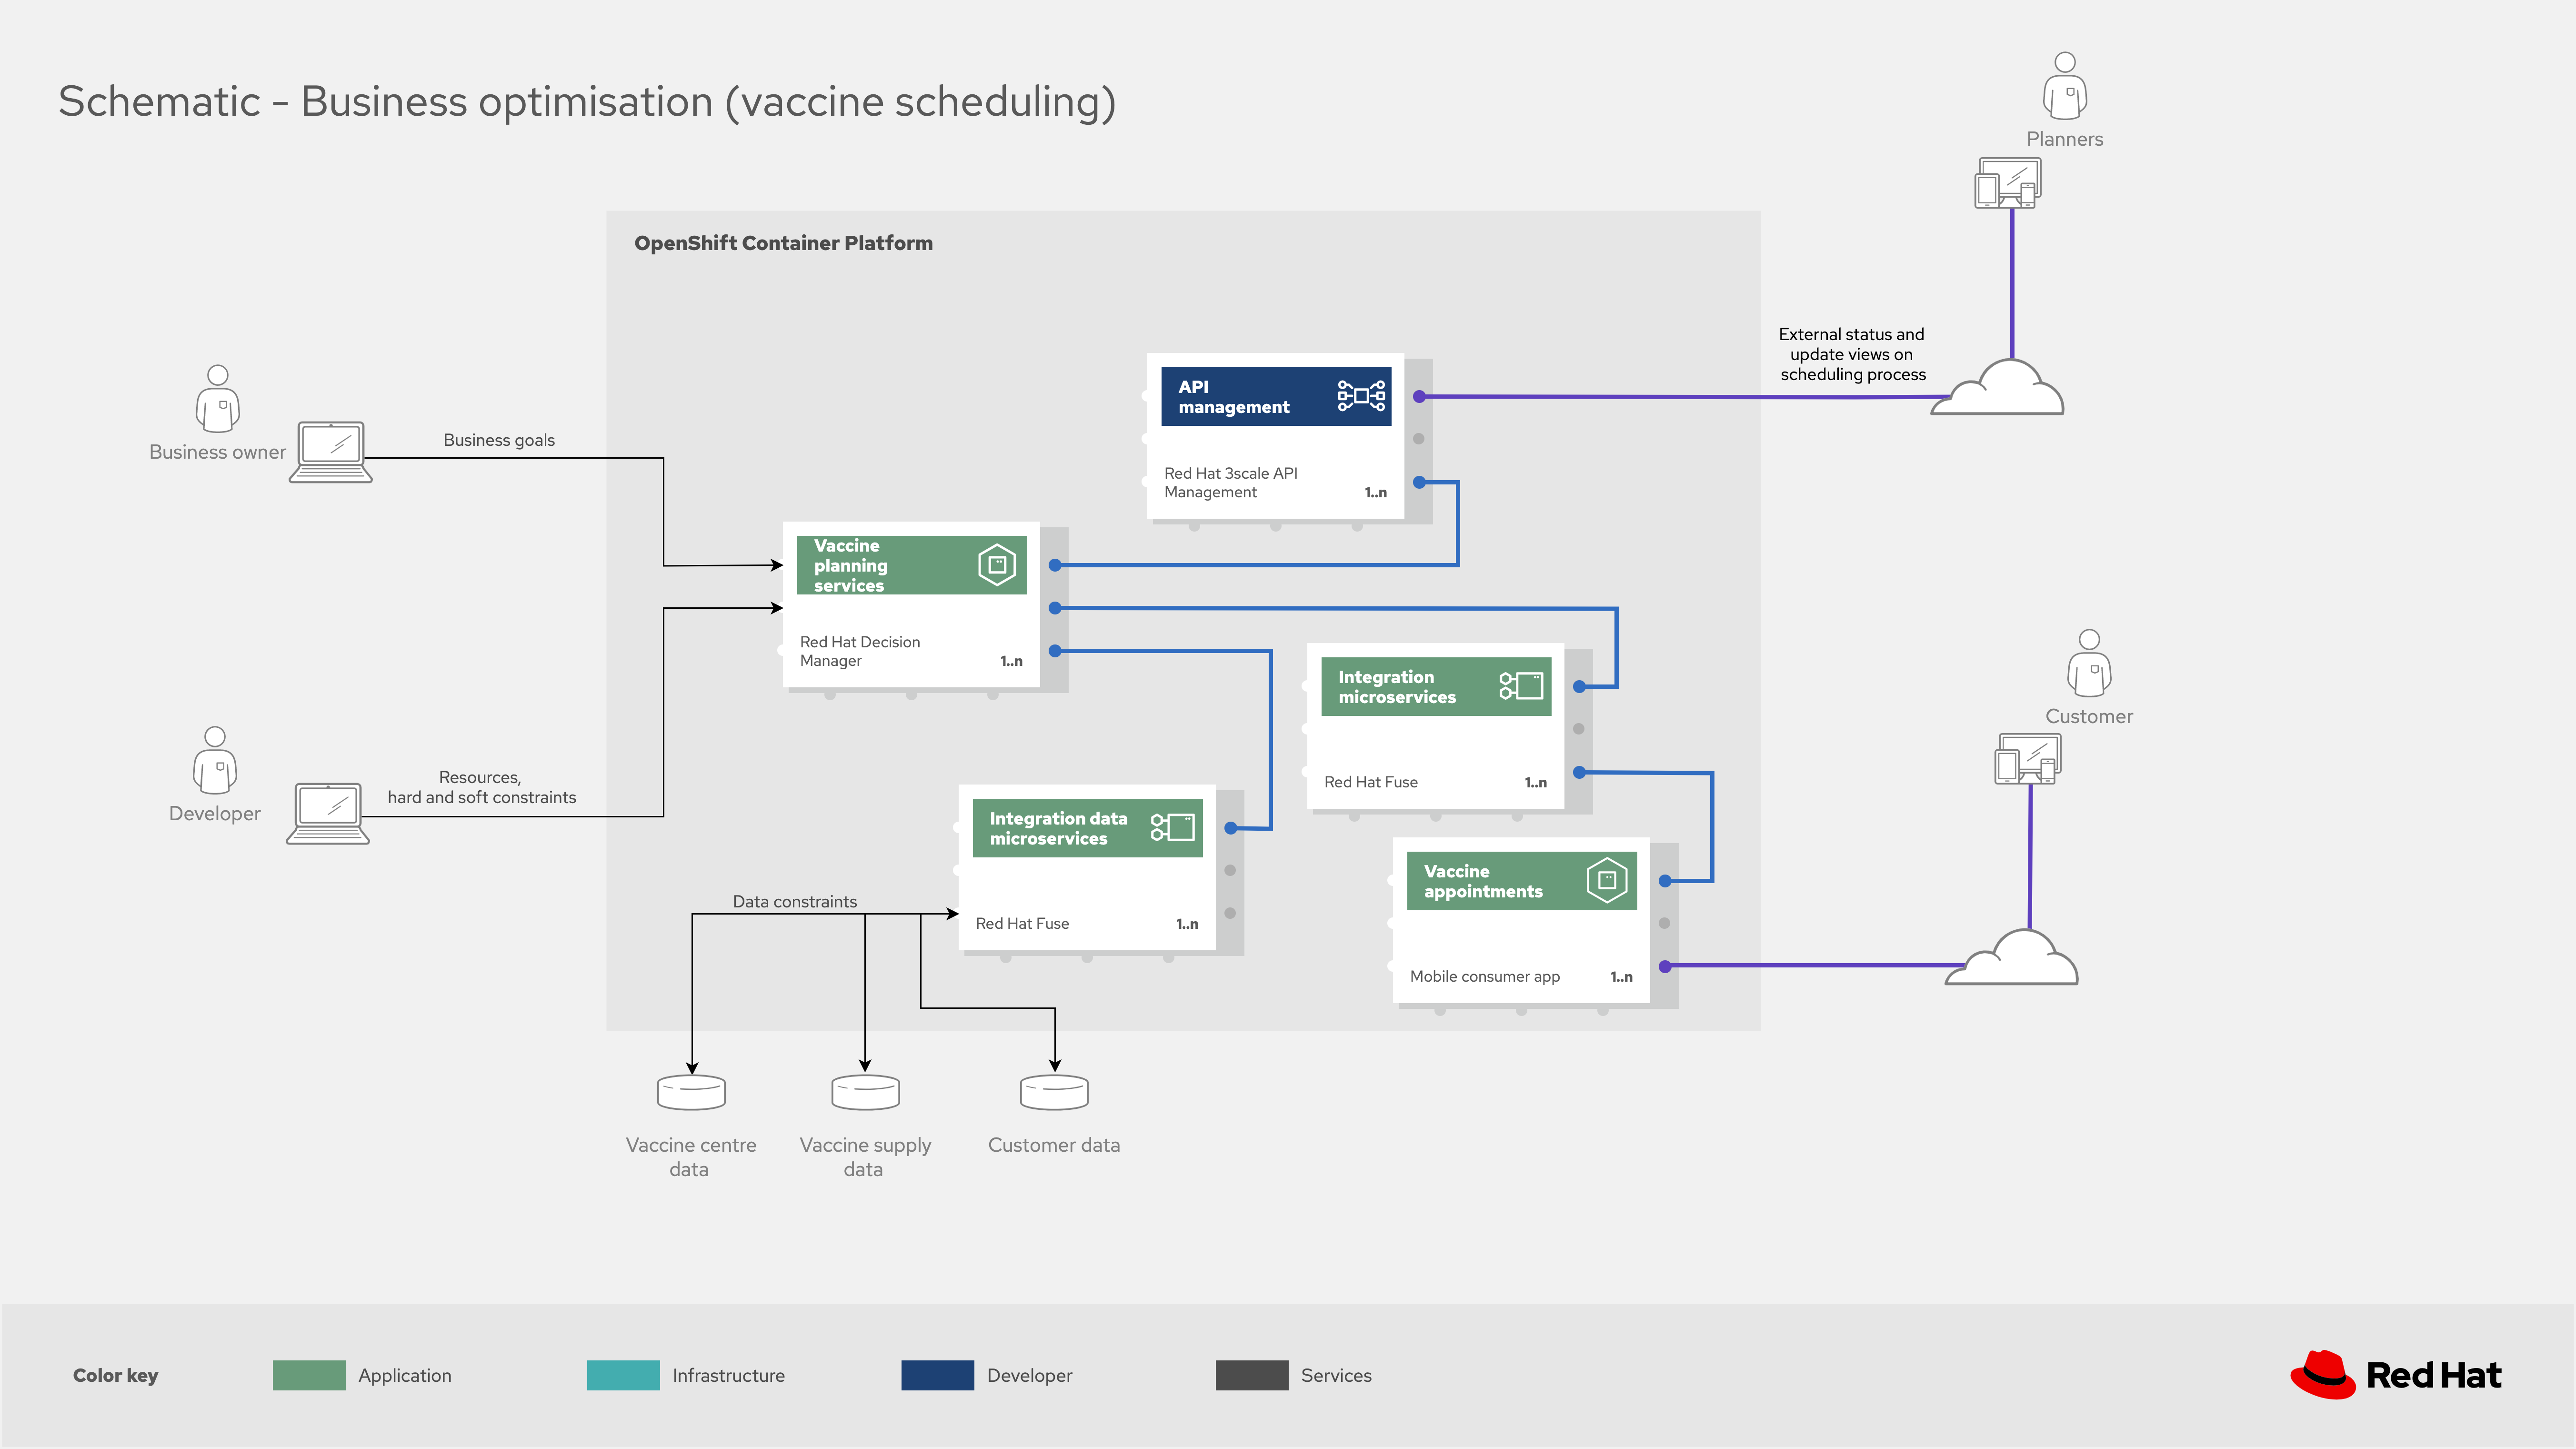 Schematic - Business optimisation (vaccine scheduling)
Planners
OpenShift Container Platform
External status and
update views on
scheduling process
API
management
Red Hat 3scale API
Management
1..n
Business owner
Business goals
Vaccine
planning
services
Red Hat Decision
Manager
1..n
Integration
microservices
Red Hat Fuse
1..n
Customer
Developer
Resources,
hard and soft constraints
Integration data
microservices
Red Hat Fuse
1..n
Data constraints
Vaccine
appointments
Mobile consumer app
1..n
Vaccine centre
data
Vaccine supply
data
Customer data
Color key
Application
Infrastructure
Developer
Services
Red Hat